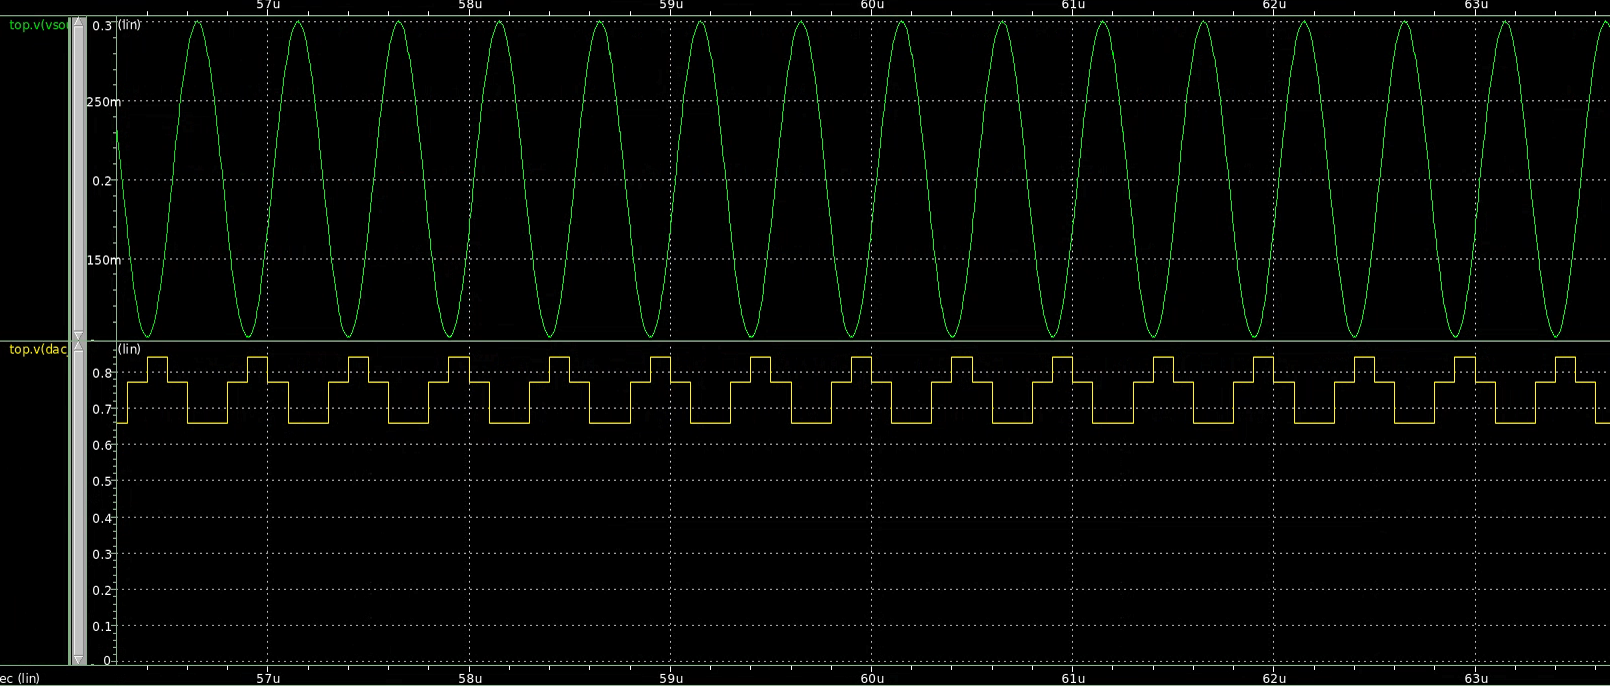 57u 58u 59u 60u 61u 62u 63u
top.v(vso
0.3 (lin)
250m
0.2
150m
top.v(dac
(lin)
0.8
0.7
0.6
0.5
0.4
0.3
0.2
0.1
0
ec (lin) 57u 58u 59u 60u 61u 62u 63u